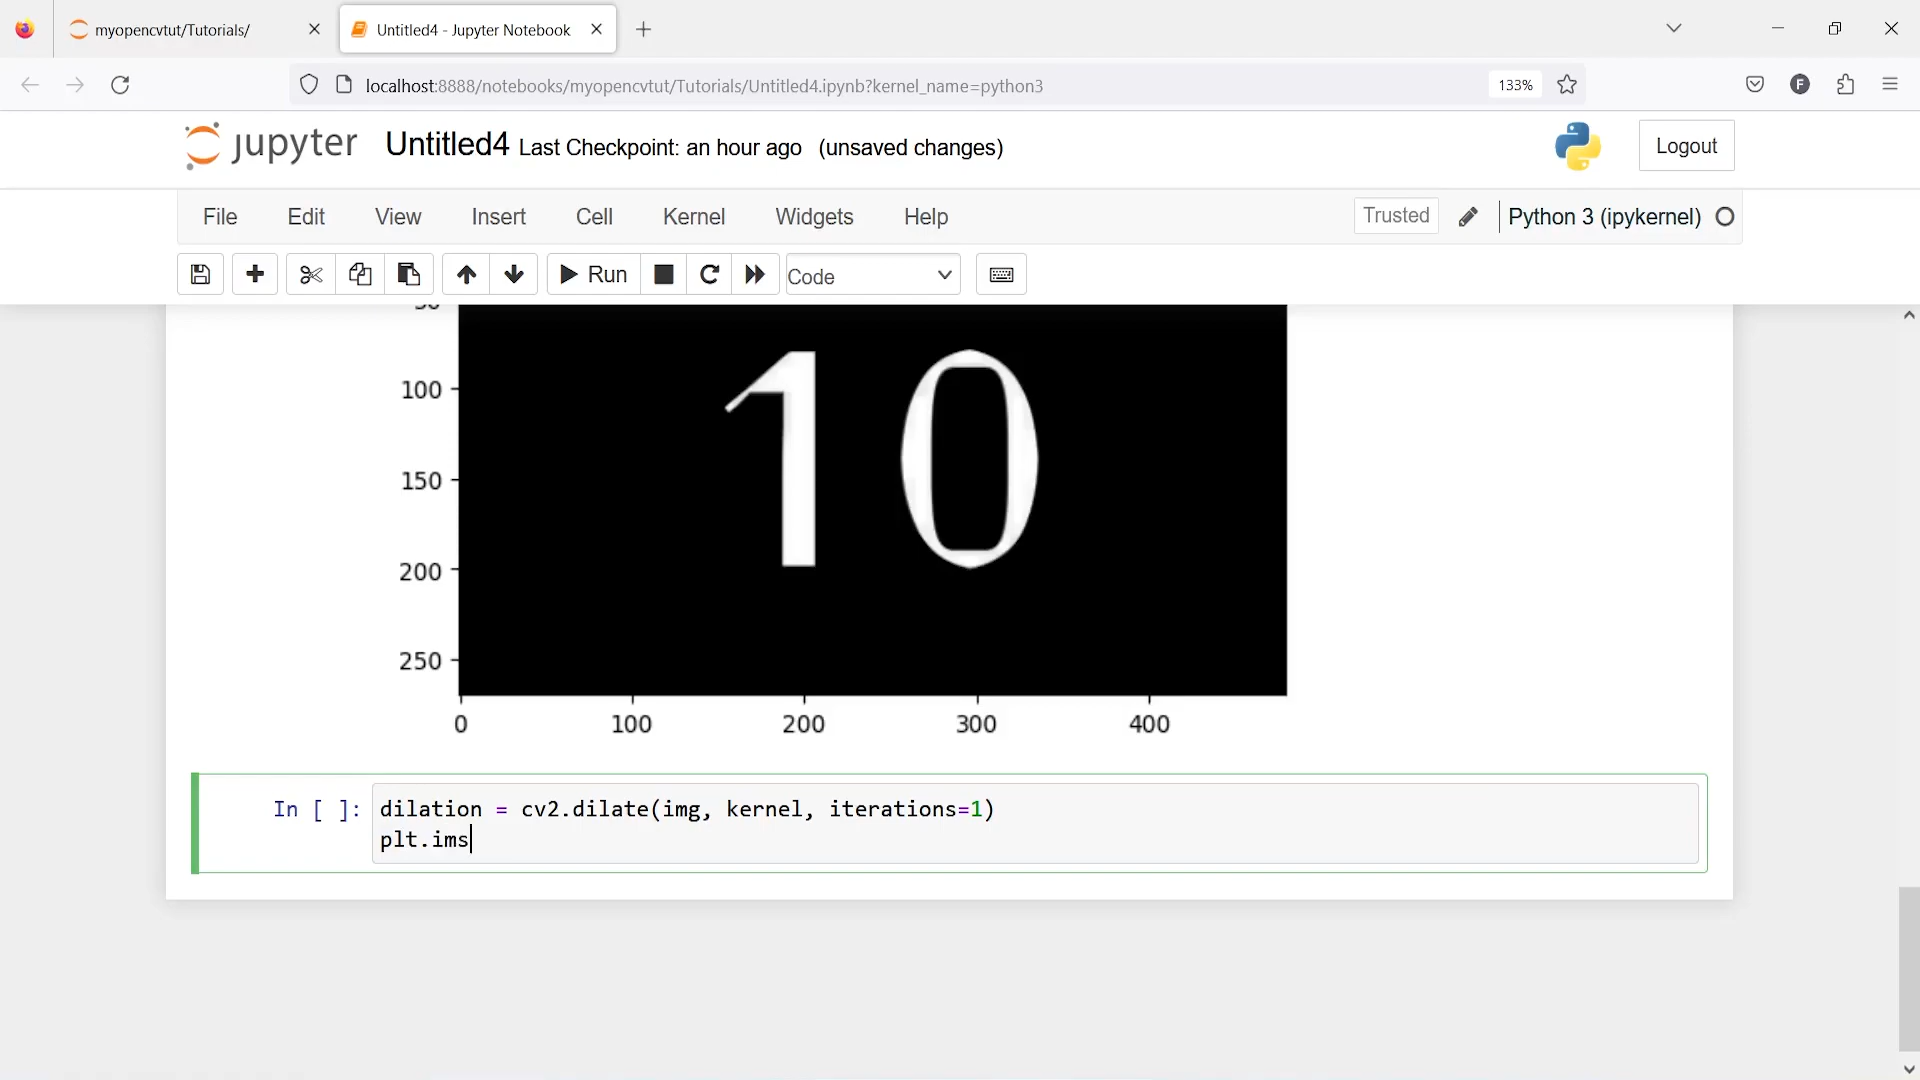 myopencvtut/Tutorials/
Untitled4 - Jupyter Notebook
localhost:8888/notebooks/myopencvtut/Tutorials/Untitled4.ipynb?kernel_name=python3
133%
F
jupyter Untitled4 Last Checkpoint: an hour ago (unsaved changes)
Logout
File Edit View Insert Cell Kernel Widgets Help
Trusted
Python 3 (ipykernel)
Run
Code
10
100
150
200
250
0 100 200 300 400
In [ ]: dilation = cv2.dilate(img, kernel, iterations=1)
plt.ims